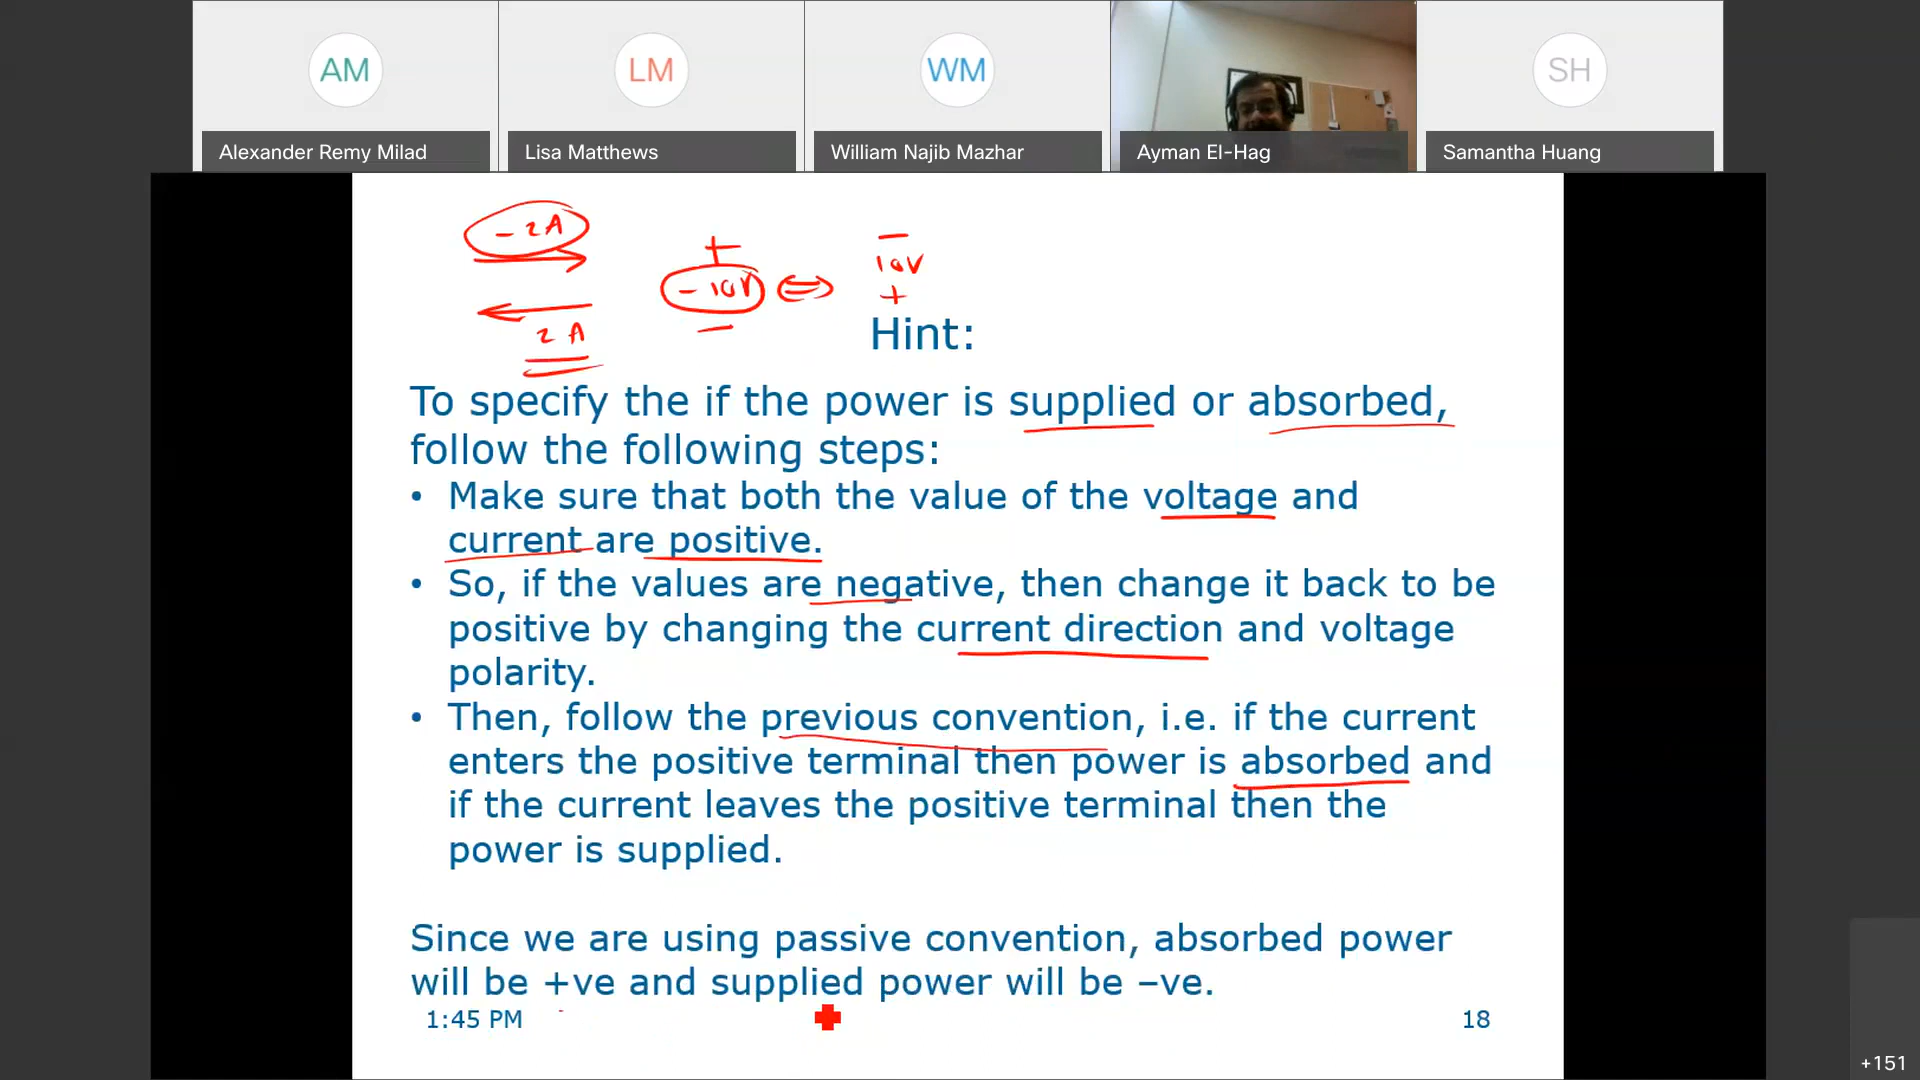 AM
LM
WM
SH
Alexander Remy Milad
Lisa Matthews
William Najib Mazhar
Ayman El-Hag
Samantha Huang
- 2A
2 A
+
- 10V
-
⇔
-
10V
+
Hint:
To specify the if the power is supplied or absorbed,
follow the following steps:
• Make sure that both the value of the voltage and
current are positive.
• So, if the values are negative, then change it back to be
positive by changing the current direction and voltage
polarity.
• Then, follow the previous convention, i.e. if the current
enters the positive terminal then power is absorbed and
if the current leaves the positive terminal then the
power is supplied.
Since we are using passive convention, absorbed power
will be +ve and supplied power will be –ve.
1:45 PM
18
+151